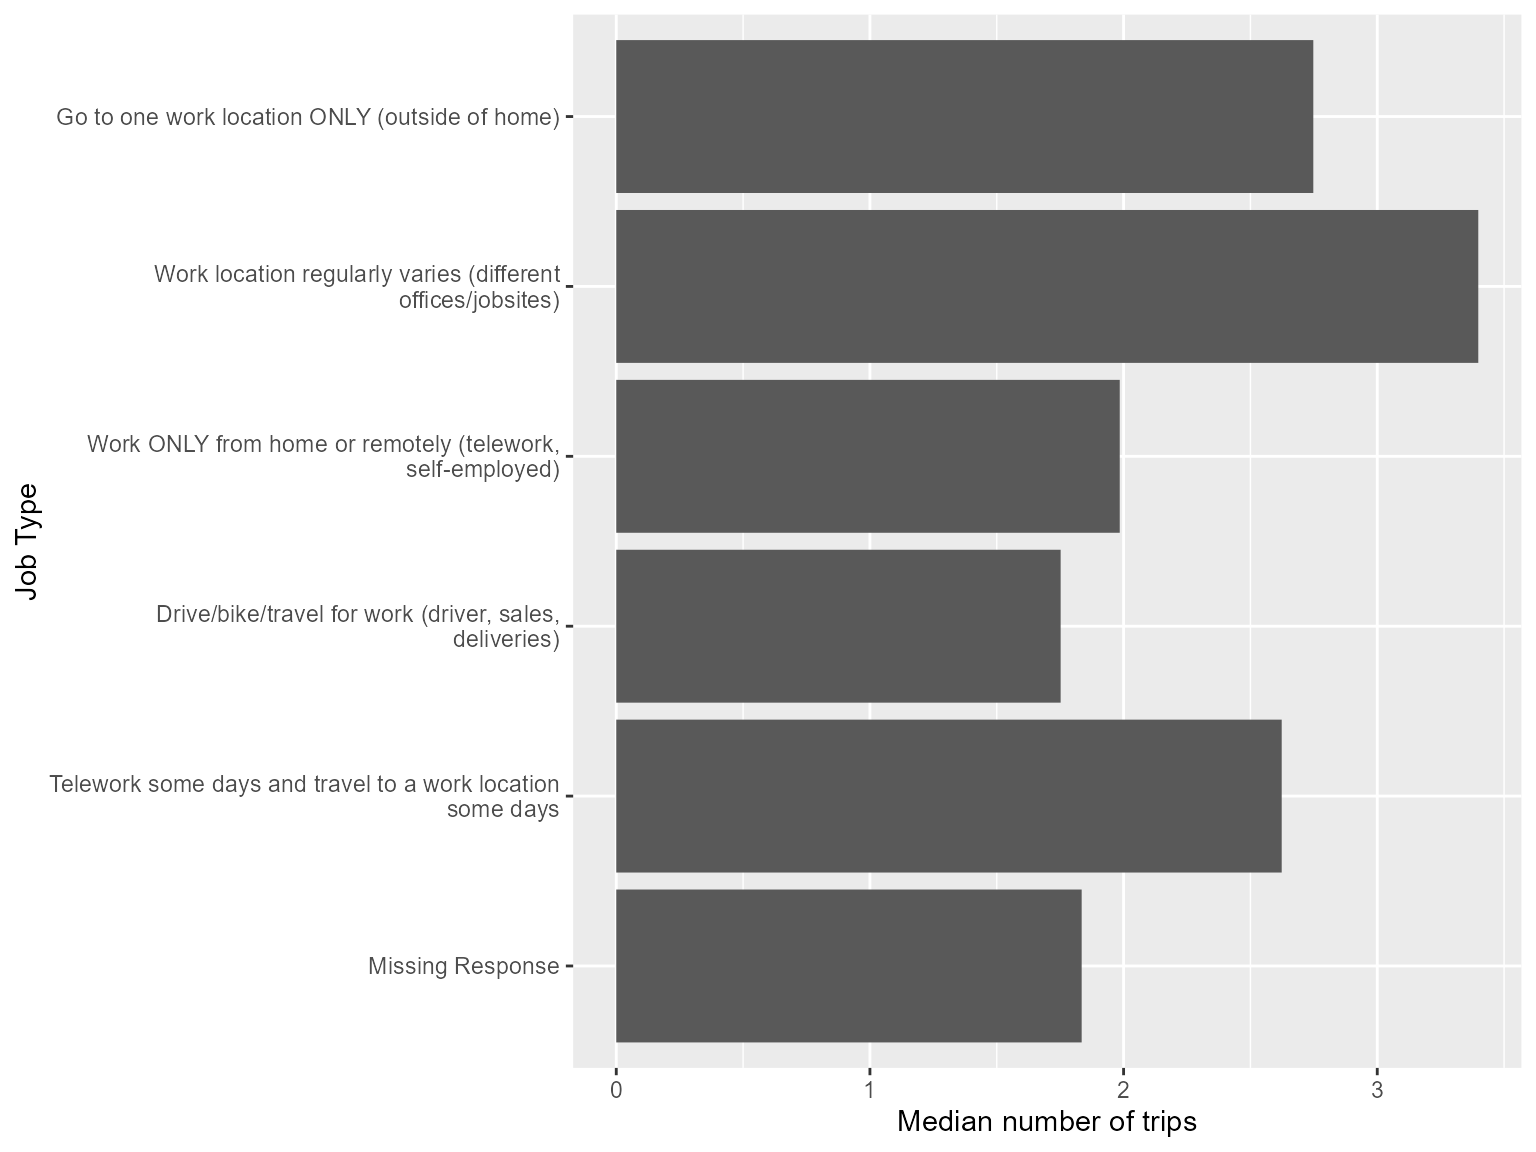 Go to one work location ONLY (outside of home)
Work location regularly varies (different
offices/jobsites)
Work ONLY from home or remotely (telework,
self-employed)
Drive/bike/travel for work (driver, sales,
deliveries)
Telework some days and travel to a work location
some days
Missing Response
Job Type
0 1 2 3
Median number of trips